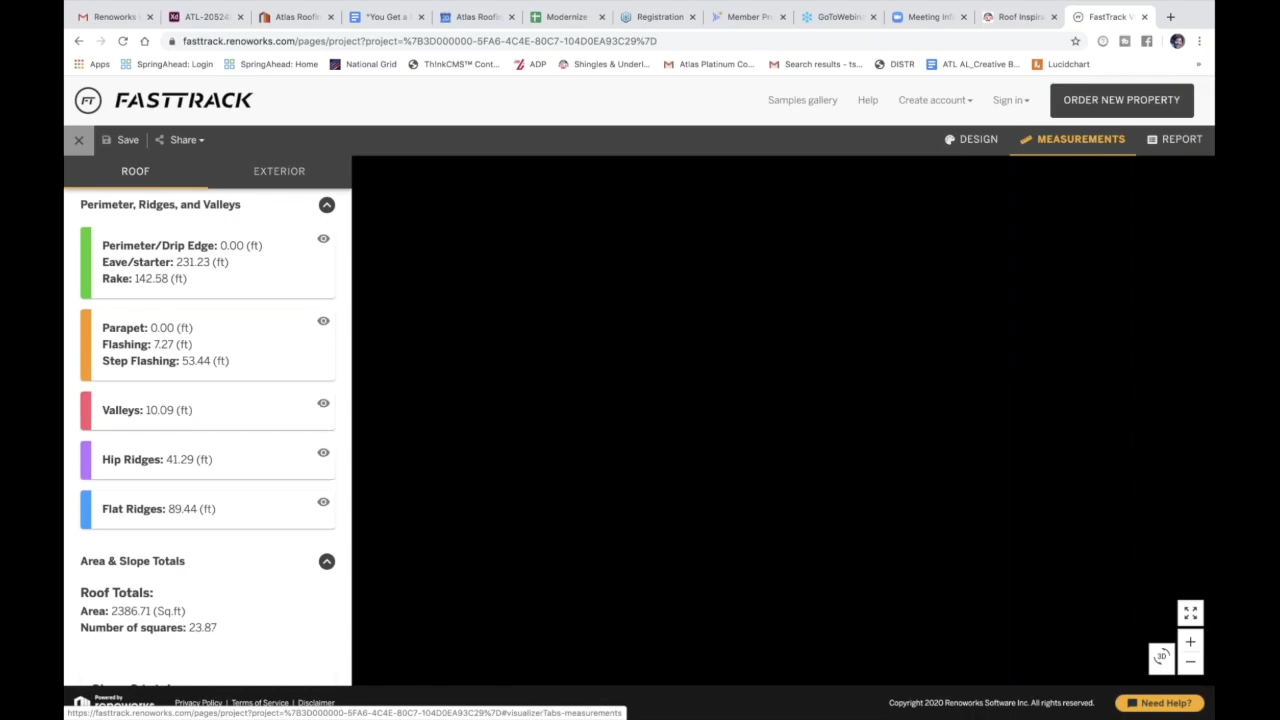 Renoworks
ATL-20524
Atlas Roofin
"You Get a
Atlas Roofi
Modernize
Registration
Member Pr
GoToWebin
Meeting Inf
Roof Inspira
FastTrack V
fasttrack.renoworks.com/pages/project?project=%7B3D000000-5FA6-4C4E-80C7-104D0EA93C29%7D
Apps
SpringAhead: Login
SpringAhead: Home
National Grid
Th!nkCMS™ Cont...
ADP
Shingles & Underl...
Atlas Platinum Co...
Search results - ts...
DISTR
ATL AL_Creative B...
Lucidchart
»
FT FASTTRACK
Samples gallery
Help
Create account
Sign in
ORDER NEW PROPERTY
Save
Share
DESIGN
MEASUREMENTS
REPORT
ROOF
EXTERIOR
Perimeter, Ridges, and Valleys
Perimeter/Drip Edge: 0.00 (ft)
Eave/starter: 231.23 (ft)
Rake: 142.58 (ft)
Parapet: 0.00 (ft)
Flashing: 7.27 (ft)
Step Flashing: 53.44 (ft)
Valleys: 10.09 (ft)
Hip Ridges: 41.29 (ft)
Flat Ridges: 89.44 (ft)
Area & Slope Totals
Roof Totals:
Area: 2386.71 (Sq.ft)
Number of squares: 23.87
3D
Powered by
renoworks
Privacy Policy | Terms of Service | Disclaimer
Copyright 2020 Renoworks Software Inc. All rights reserved.
Need Help?
https://fasttrack.renoworks.com/pages/project?project=%7B3D000000-5FA6-4C4E-80C7-104D0EA93C29%7D#visualizerTabs-measurements